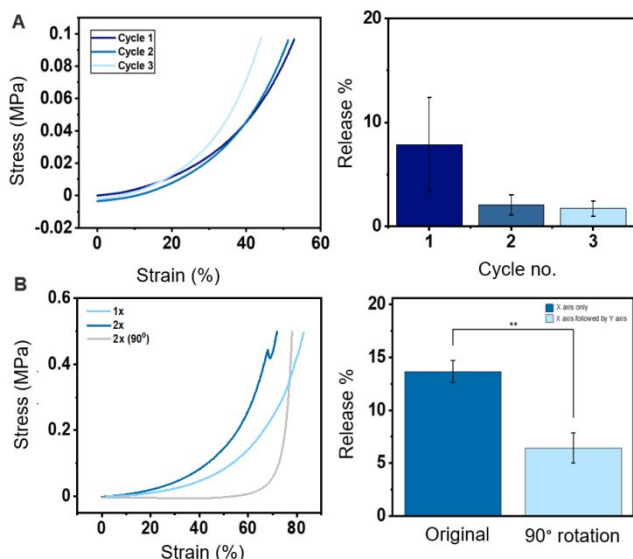 A
0.1
0.08
0.06
0.04
0.02
0
-0.02
0
20
40
60
Stress (MPa)
Strain (%)
Cycle 1
Cycle 2
Cycle 3
20
10
0
Release %
1
2
3
Cycle no.
B
0.6
0.4
0.2
0
0
20
40
60
80
Stress (MPa)
Strain (%)
1x
2x
2x (90⁰)
20
15
10
5
0
Release %
X axis only
X axis followed by Y axis
**
Original
90° rotation